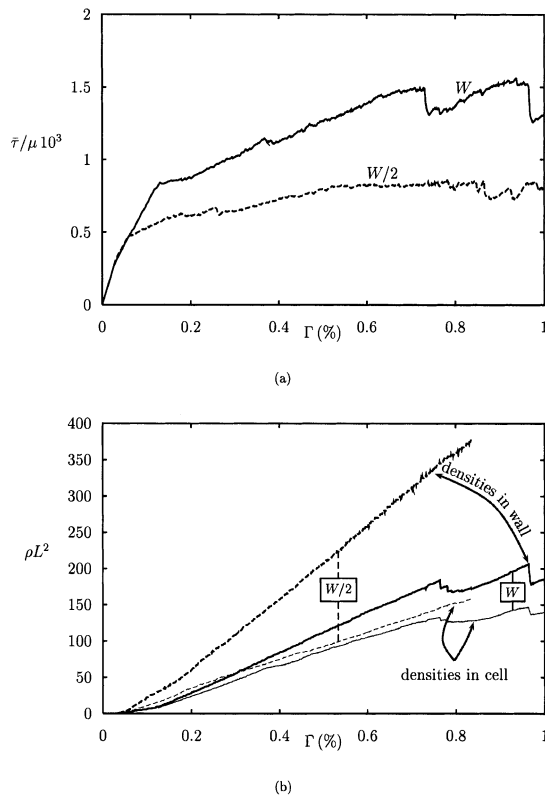 2
1.5
W
τ̄/μ 10³
1
W/2
0.5
0
0 0.2 0.4 0.6 0.8 1
Γ (%)
(a)
400
350
densities in wall
300
250
ρL²
200
W/2
W
150
100
densities in cell
50
0
0 0.2 0.4 0.6 0.8 1
Γ (%)
(b)